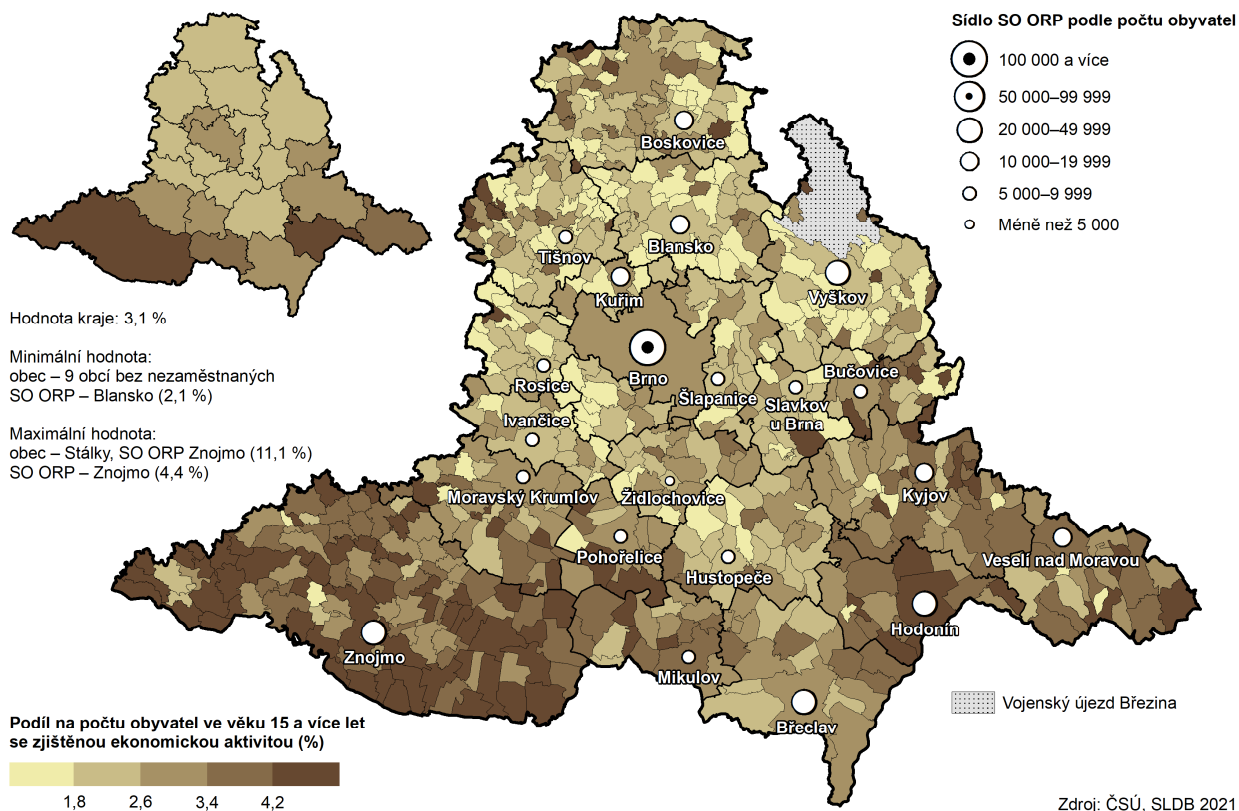 Sídlo SO ORP podle počtu obyvatel
100 000 a více
50 000–99 999
20 000–49 999
10 000–19 999
5 000–9 999
Méně než 5 000
Hodnota kraje: 3,1 %
Minimální hodnota:
obec – 9 obcí bez nezaměstnaných
SO ORP – Blansko (2,1 %)
Maximální hodnota:
obec – Stálky, SO ORP Znojmo (11,1 %)
SO ORP – Znojmo (4,4 %)
Boskovice
Blansko
Tišnov
Kuřim
Vyškov
Brno
Rosice
Šlapanice
Bučovice
Slavkov
u Brna
Ivančice
Moravský Krumlov
Židlochovice
Kyjov
Pohořelice
Hustopeče
Veselí nad Moravou
Hodonín
Znojmo
Mikulov
Břeclav
Vojenský újezd Březina
Podíl na počtu obyvatel ve věku 15 a více let
se zjištěnou ekonomickou aktivitou (%)
1,8 2,6 3,4 4,2
Zdroj: ČSÚ, SLDB 2021